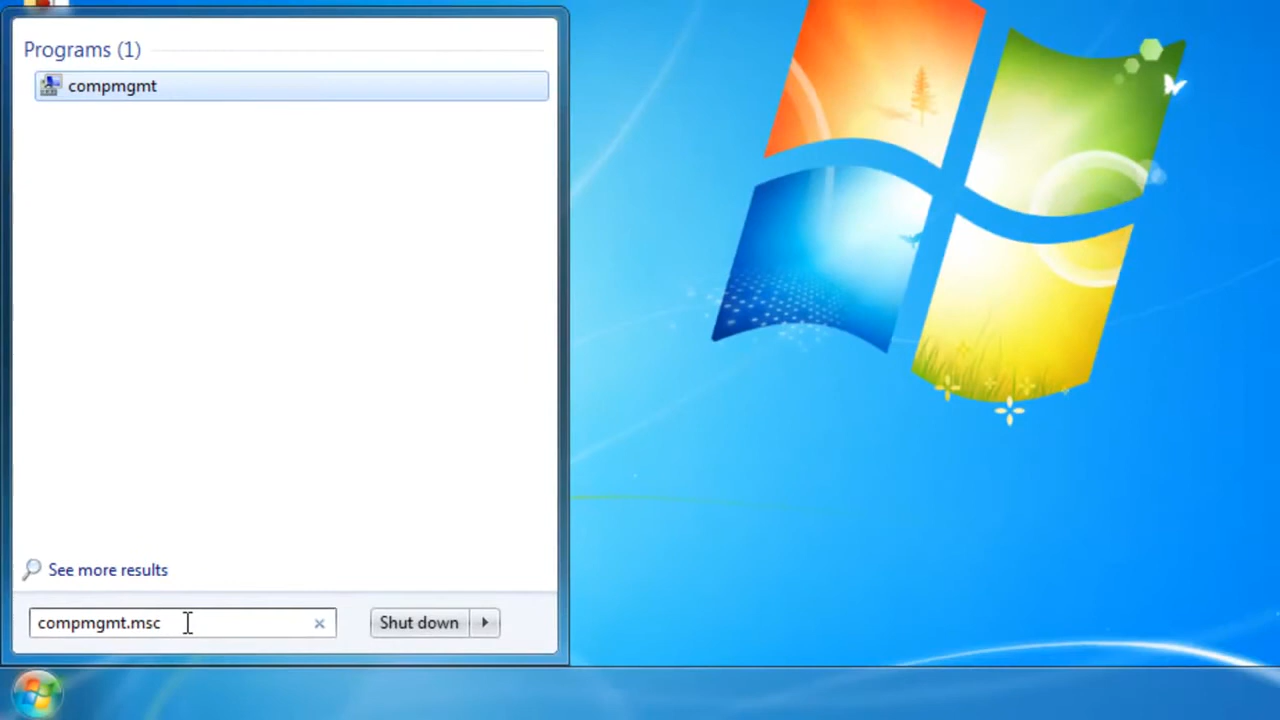 Programs (1)
compmgmt
See more results
compmgmt.msc
Shut down